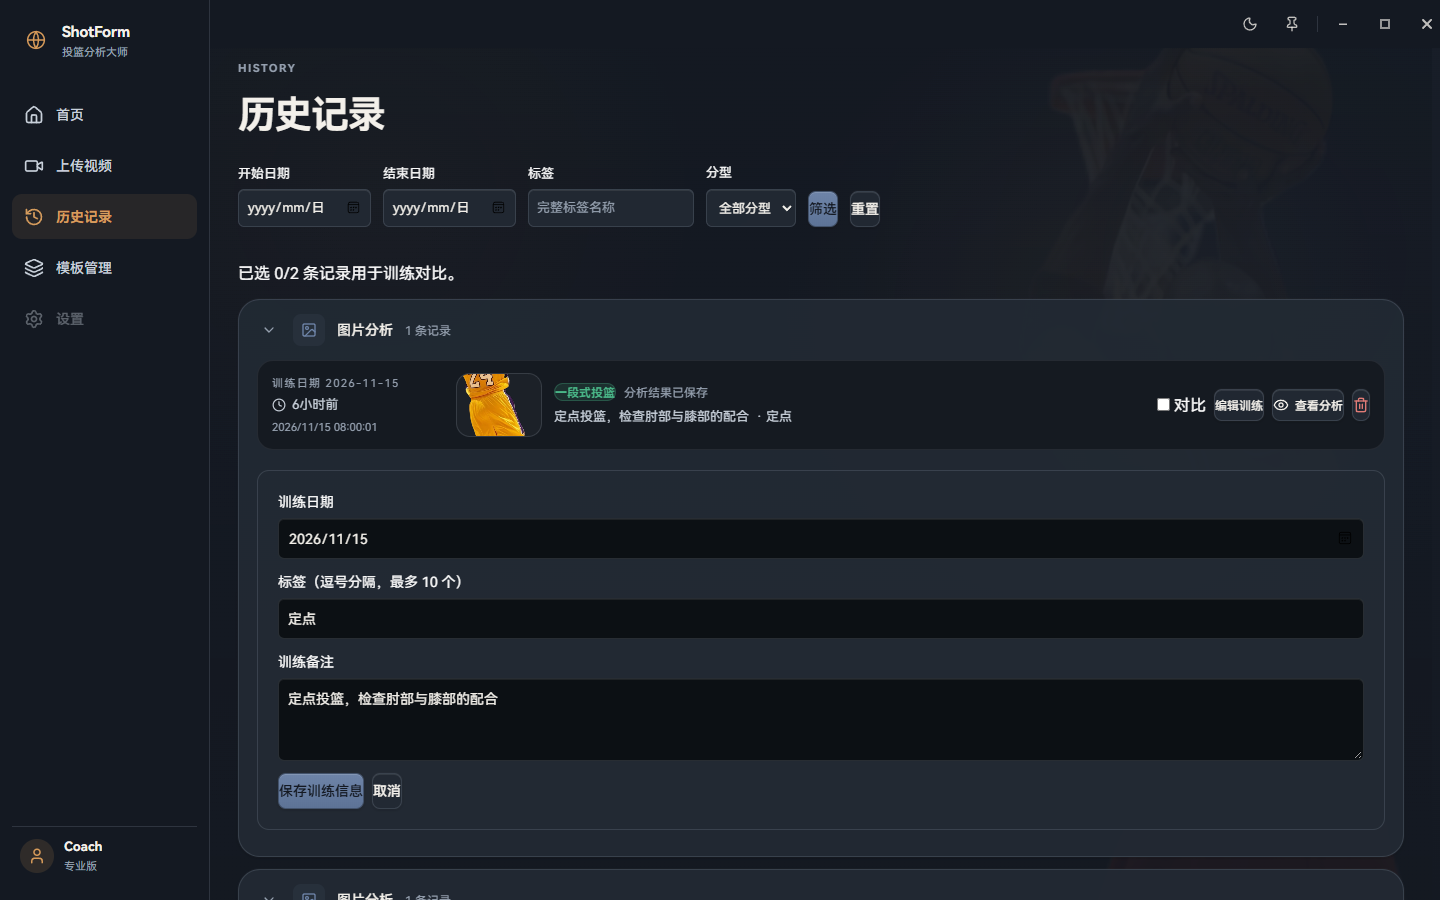 ShotForm
投篮分析大师
首页
上传视频
历史记录
模板管理
设置
Coach
专业版
HISTORY
历史记录
开始日期
结束日期
标签
分型
yyyy/mm/日
yyyy/mm/日
完整标签名称
全部分型
筛选
重置
已选 0/2 条记录用于训练对比。
图片分析 1 条记录
训练日期 2026-11-15
6小时前
2026/11/15 08:00:01
24
一段式投篮 分析结果已保存
定点投篮，检查肘部与膝部的配合 · 定点
对比
编辑训练
查看分析
训练日期
2026/11/15
标签（逗号分隔，最多 10 个）
定点
训练备注
定点投篮，检查肘部与膝部的配合
保存训练信息
取消
图片分析 1 条记录